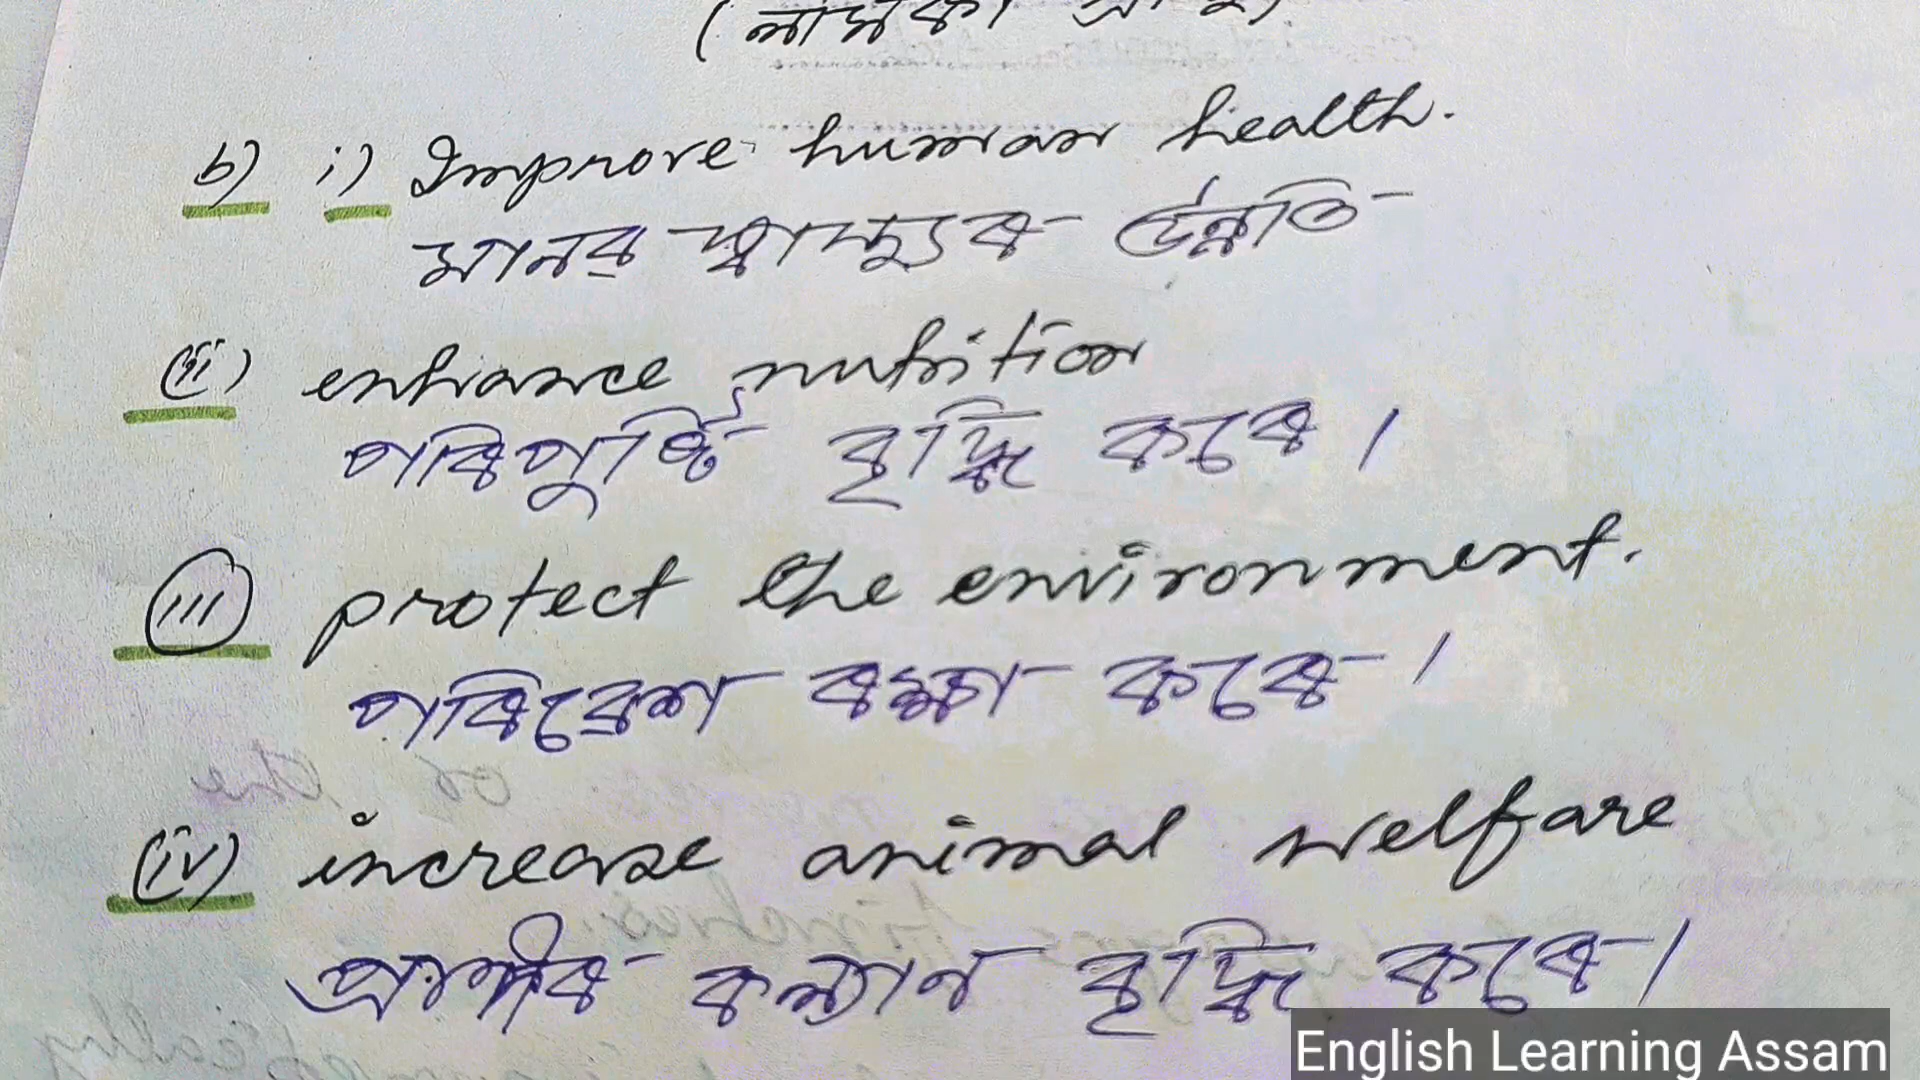 b) i) Improve human health.
মানৱ স্বাস্থ্যক উন্নতি
(ii) enhance nutrition
পৰিপুষ্টি বৃদ্ধি কৰে।
(iii) protect the environment.
পৰিবেশ ৰক্ষা কৰে।
(iv) increase animal welfare
প্ৰাণীৰ কল্যান বৃদ্ধি কৰে।
English Learning Assam